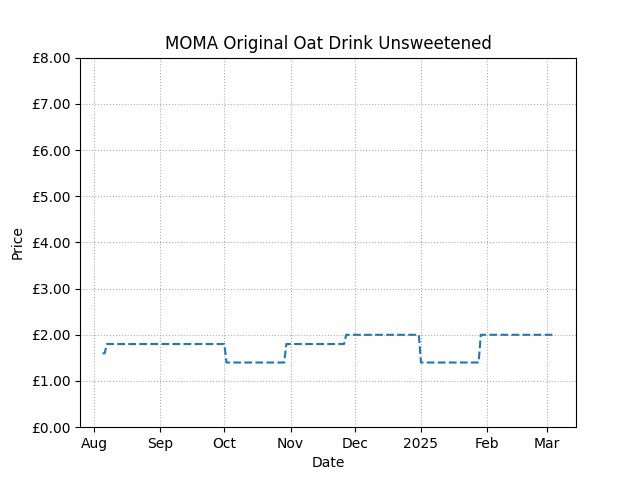 MOMA Original Oat Drink Unsweetened
£8.00
£7.00
£6.00
£5.00
£4.00
£3.00
£2.00
£1.00
£0.00
Price
Aug Sep Oct Nov Dec 2025 Feb Mar
Date